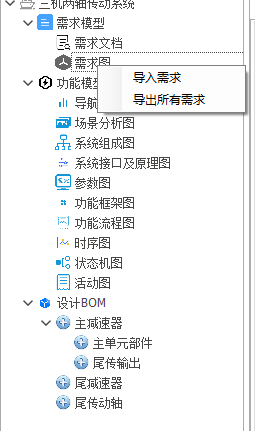 三机两轴传动系统
需求模型
需求文档
需求图
导入需求
导出所有需求
功能模
导航
场景分析图
系统组成图
系统接口及原理图
参数图
功能框架图
功能流程图
时序图
状态机图
活动图
设计BOM
主减速器
主单元部件
尾传输出
尾减速器
尾传动轴